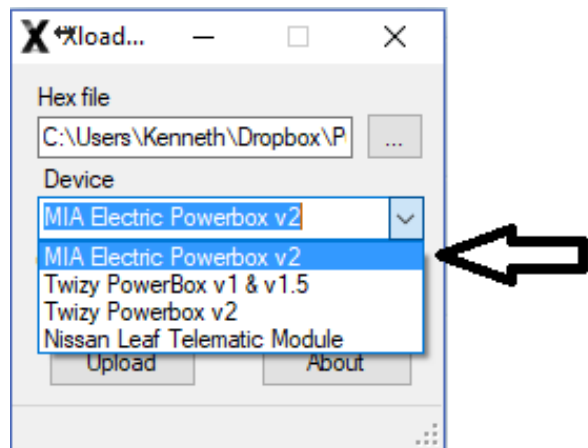 Xload...
Hex file
C:\Users\Kenneth\Dropbox\P
...
Device
MIA Electric Powerbox v2
MIA Electric Powerbox v2
Twizy PowerBox v1 & v1.5
Twizy Powerbox v2
Nissan Leaf Telematic Module
Upload
About